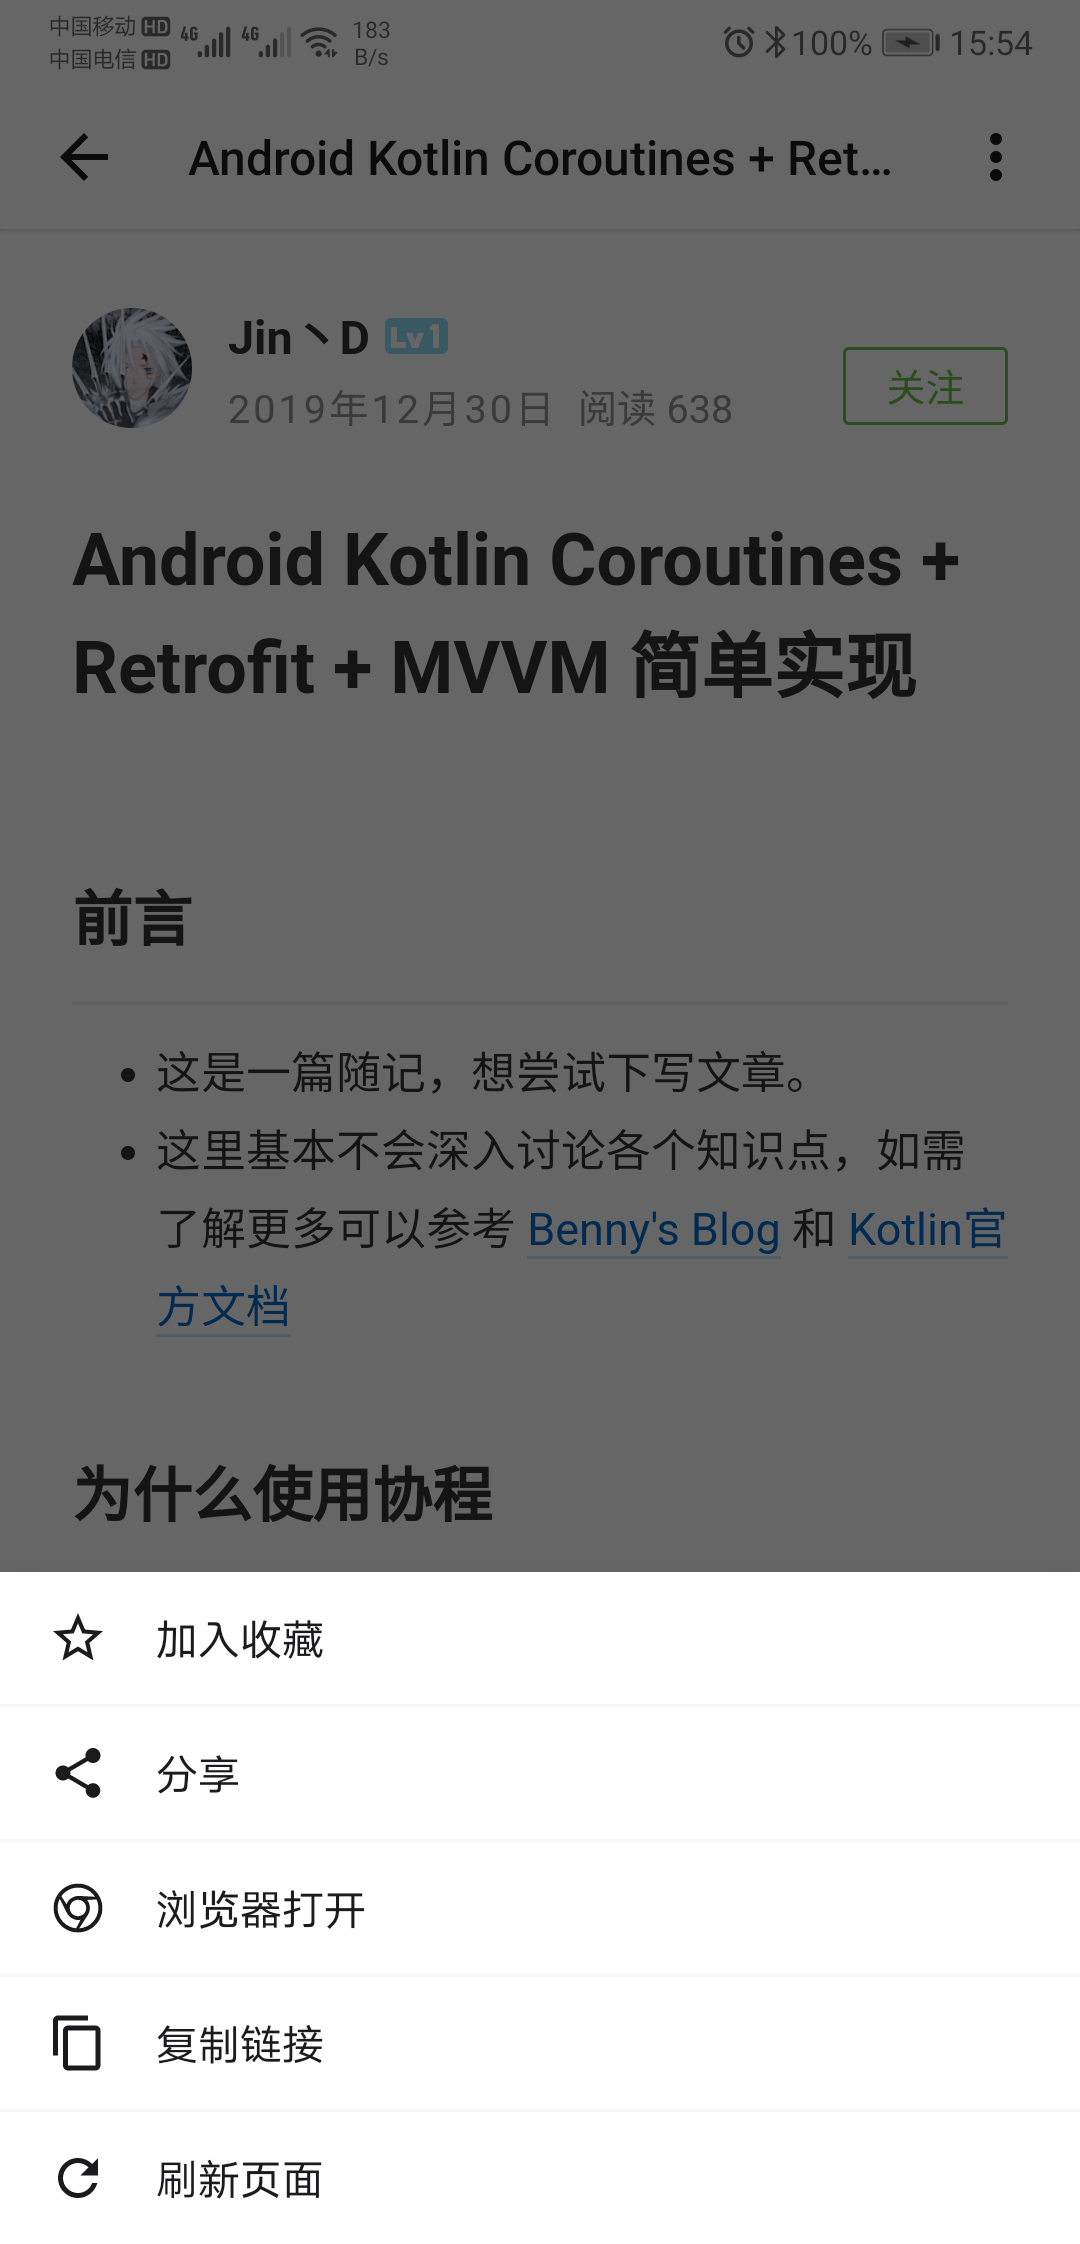 中国移动 HD 4G 4G 183
中国电信 HD B/s
100% 15:54
Android Kotlin Coroutines + Ret...
Jin丶D Lv1
2019年12月30日 阅读 638
关注
Android Kotlin Coroutines +
Retrofit + MVVM 简单实现
前言
• 这是一篇随记，想尝试下写文章。
• 这里基本不会深入讨论各个知识点，如需
了解更多可以参考 Benny's Blog 和 Kotlin官
方文档
为什么使用协程
加入收藏
分享
浏览器打开
复制链接
刷新页面